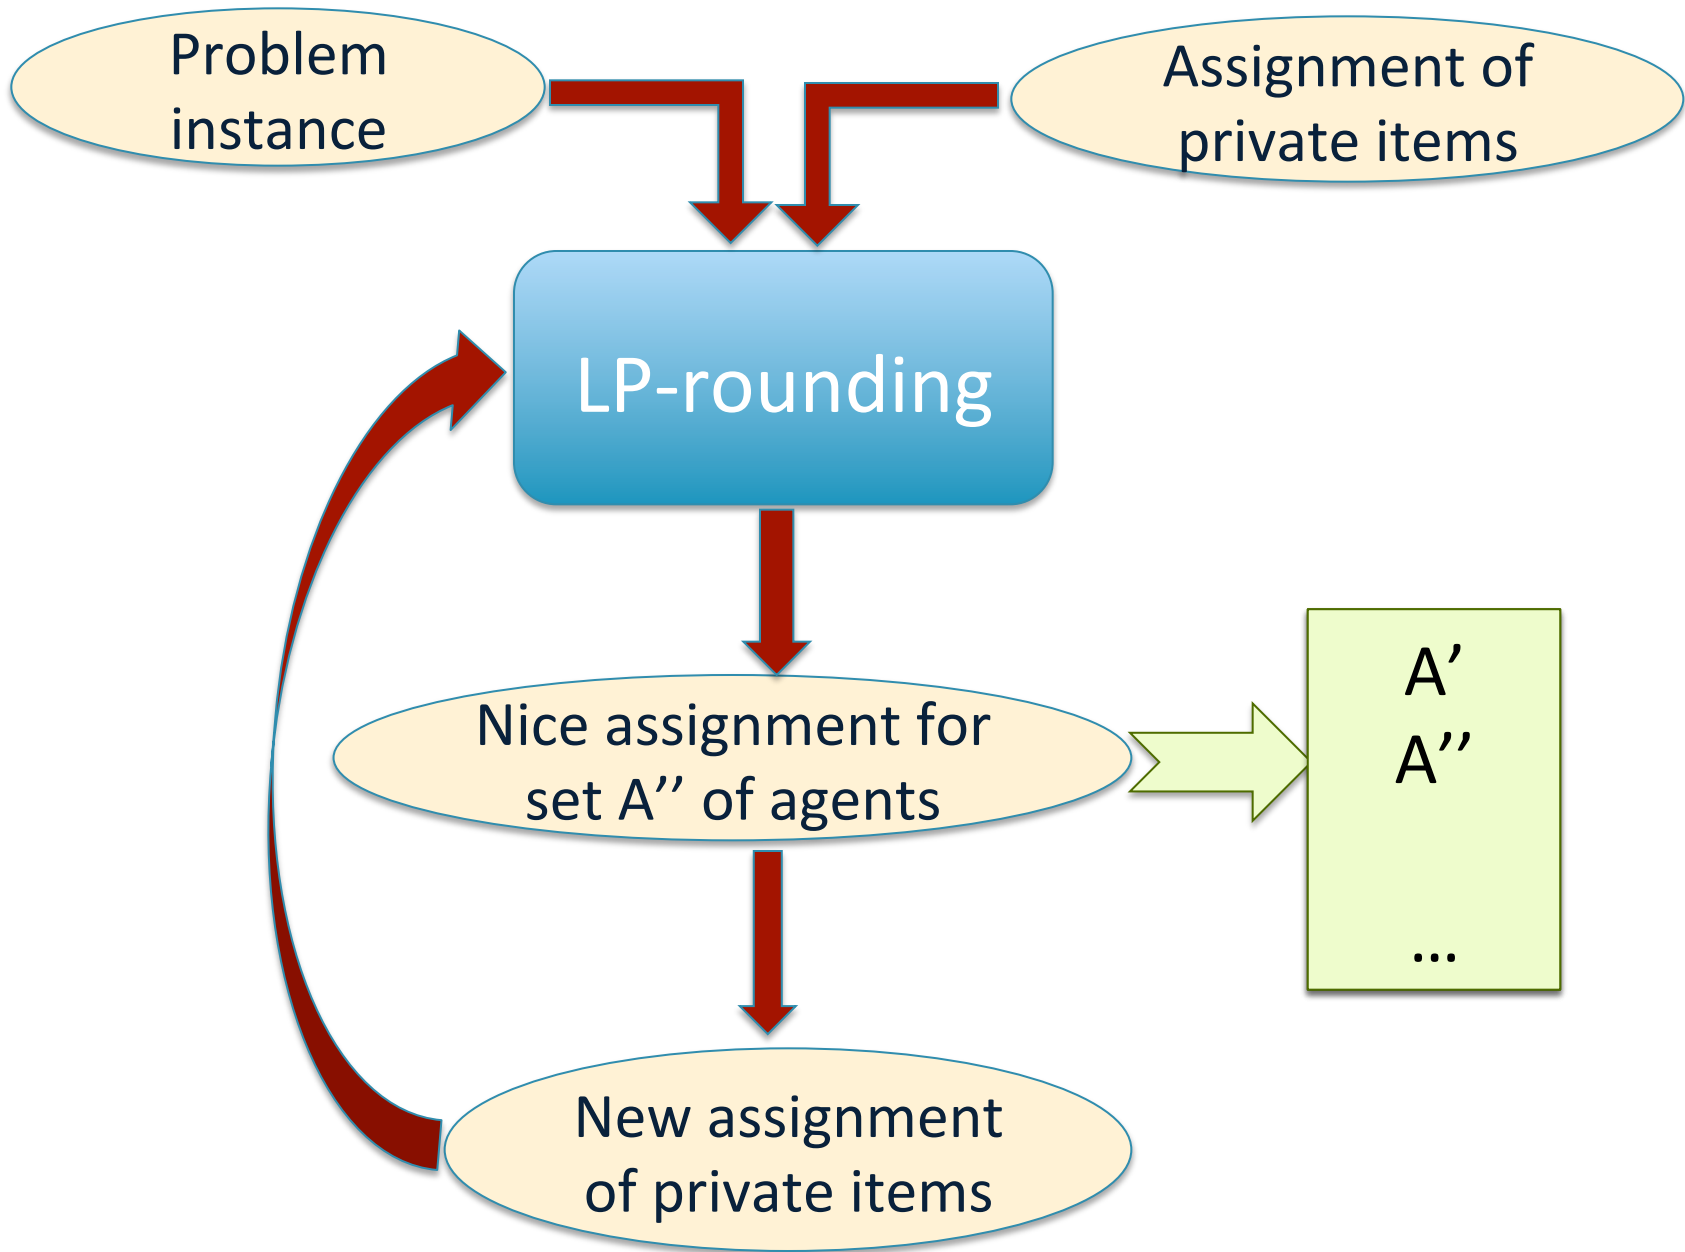 Problem
instance
Assignment of
private items
LP-rounding
Nice assignment for
set A’’ of agents
A’
A’’
...
New assignment
of private items